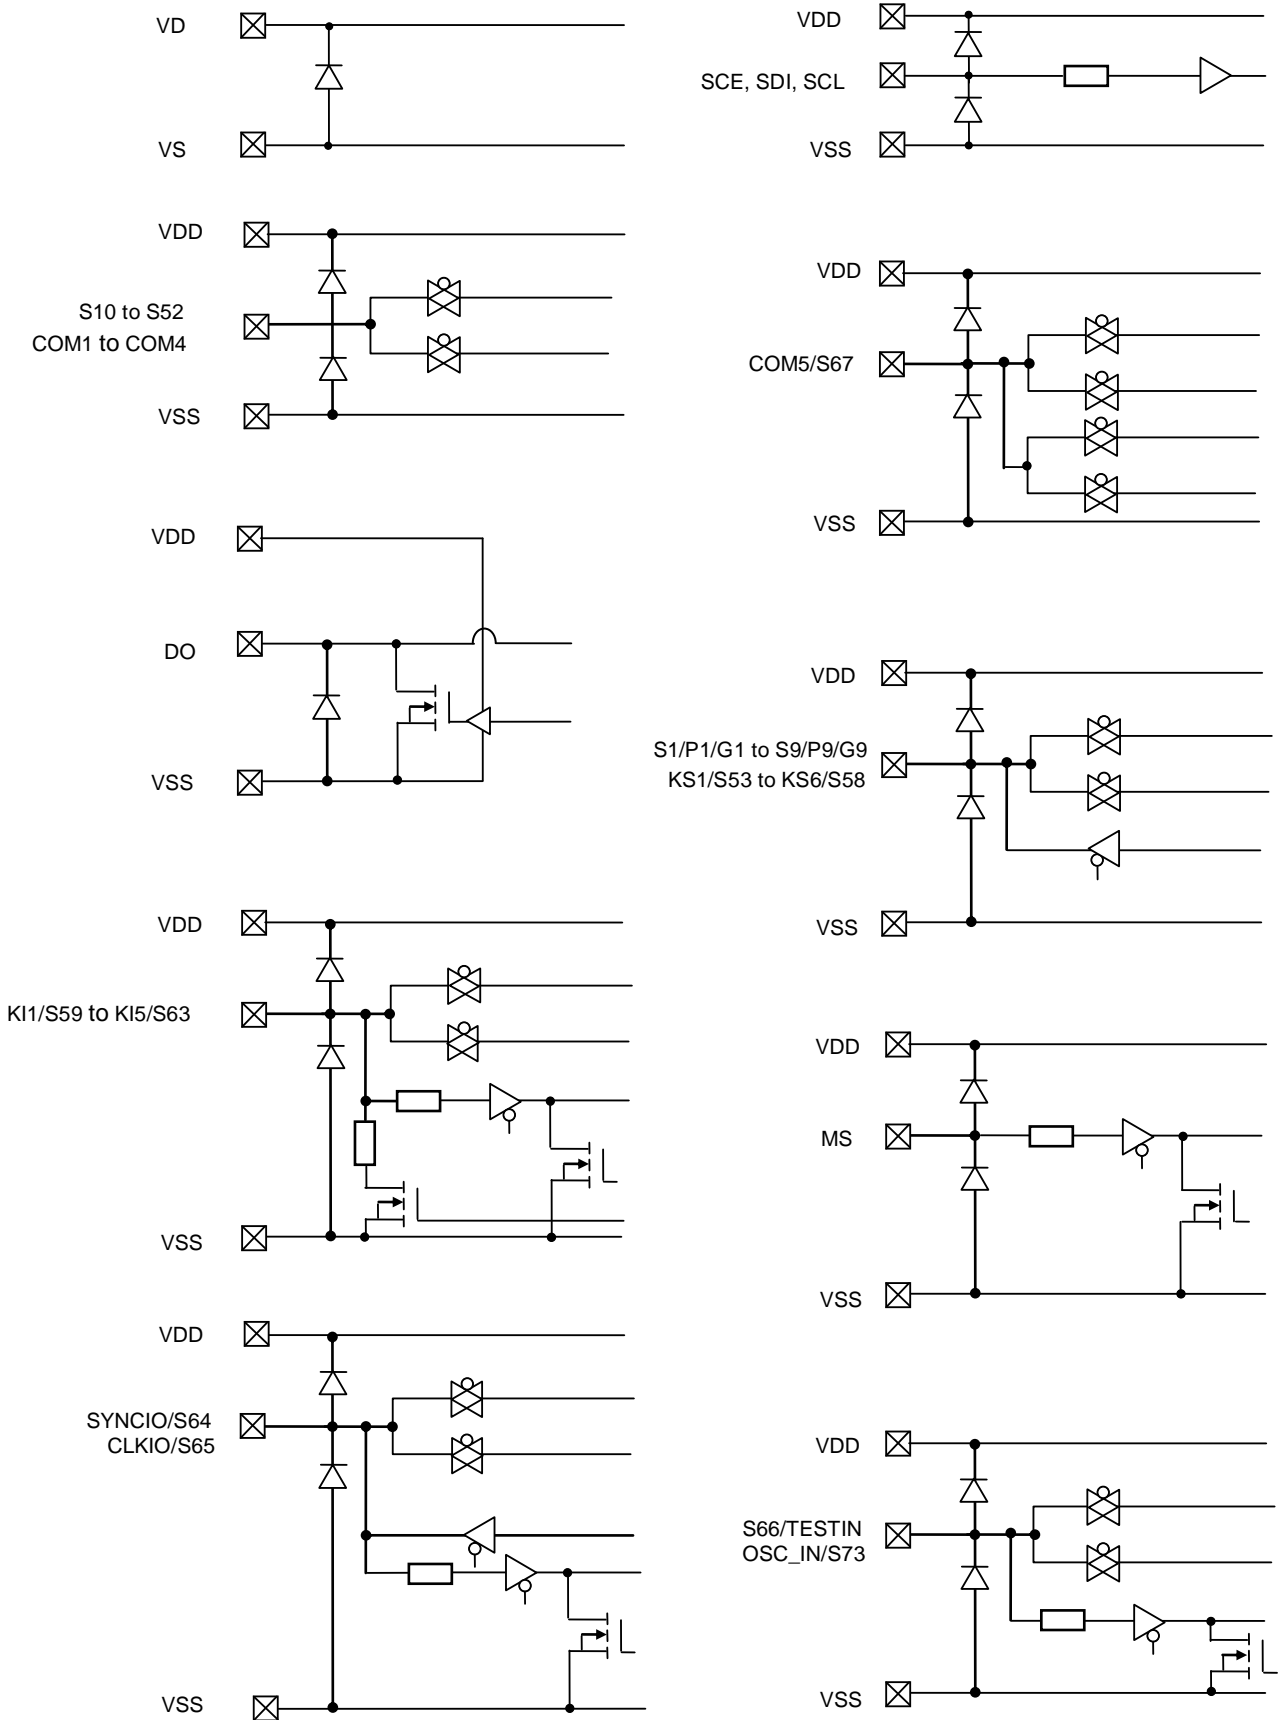 VD
VS
VDD
S10 to S52
COM1 to COM4
VSS
VDD
DO
VSS
VDD
KI1/S59 to KI5/S63
VSS
VDD
SYNCIO/S64
CLKIO/S65
VSS
VDD
SCE, SDI, SCL
VSS
VDD
COM5/S67
VSS
VDD
S1/P1/G1 to S9/P9/G9
KS1/S53 to KS6/S58
VSS
VDD
MS
VSS
VDD
S66/TESTIN
OSC_IN/S73
VSS